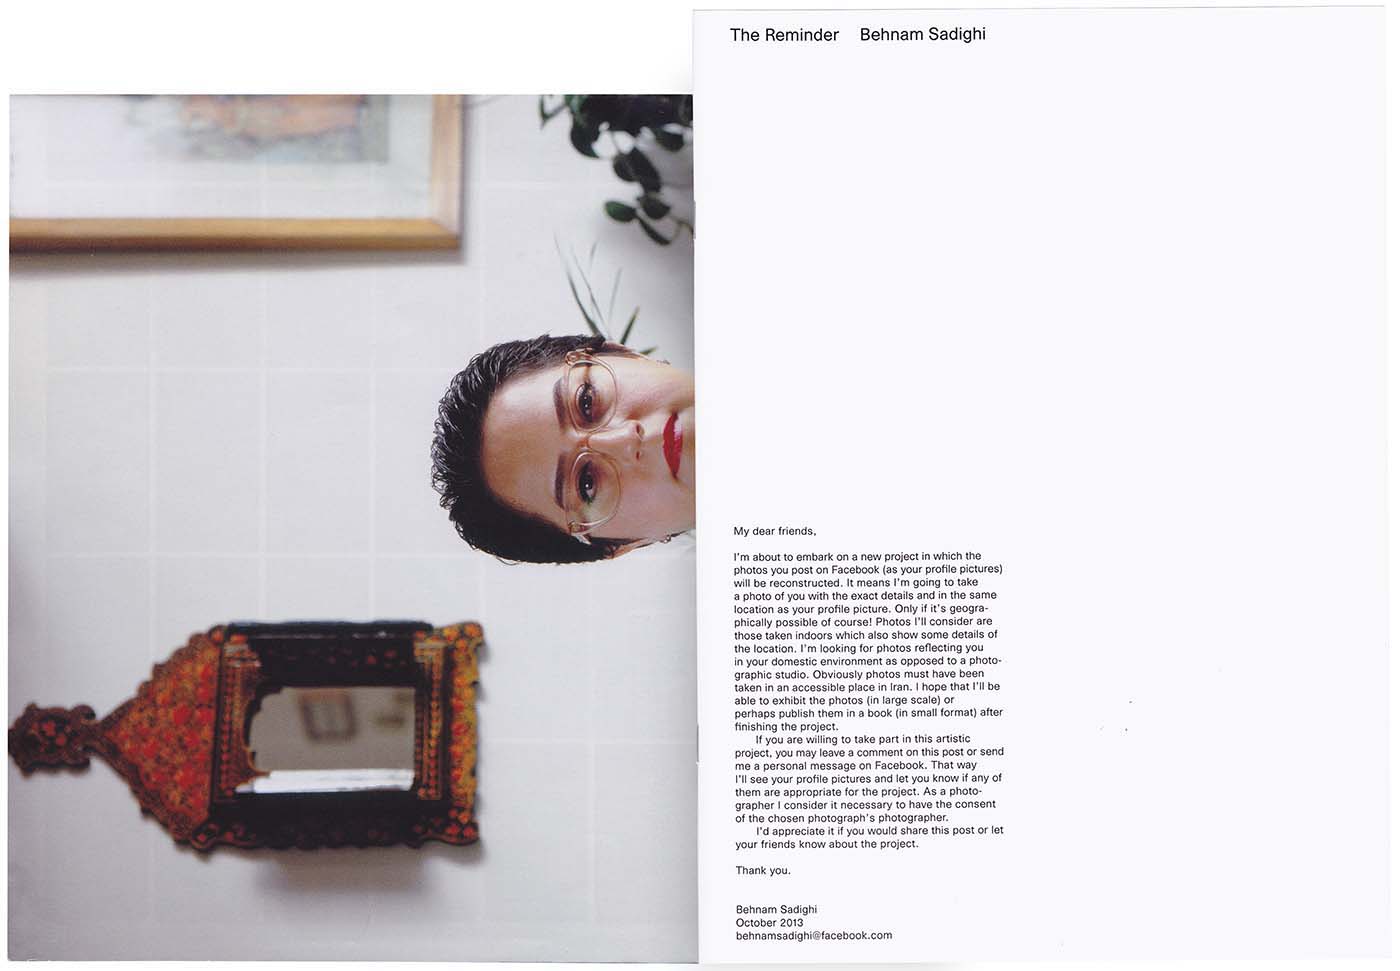 The Reminder Behnam Sadighi
My dear friends,
I'm about to embark on a new project in which the
photos you post on Facebook (as your profile pictures)
will be reconstructed. It means I'm going to take
a photo of you with the exact details and in the same
location as your profile picture. Only if it's geogra-
phically possible of course! Photos I'll consider are
those taken indoors which also show some details of
the location. I'm looking for photos reflecting you
in your domestic environment as opposed to a photo-
graphic studio. Obviously photos must have been
taken in an accessible place in Iran. I hope that I'll be
able to exhibit the photos (in large scale) or
perhaps publish them in a book (in small format) after
finishing the project.
If you are willing to take part in this artistic
project, you may leave a comment on this post or send
me a personal message on Facebook. That way
I'll see your profile pictures and let you know if any of
them are appropriate for the project. As a photo-
grapher I consider it necessary to have the consent
of the chosen photograph's photographer.
I'd appreciate it if you would share this post or let
your friends know about the project.
Thank you.
Behnam Sadighi
October 2013
behnamsadighi@facebook.com